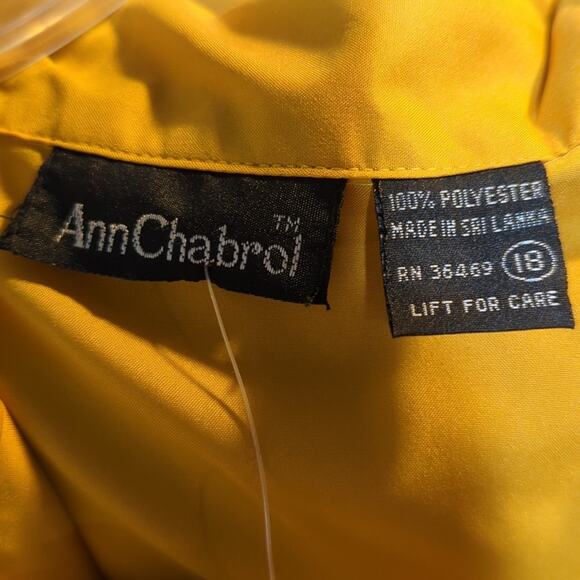 AnnChabrol™
100% POLYESTER
MADE IN SRI LANKA
RN 36469 18
LIFT FOR CARE